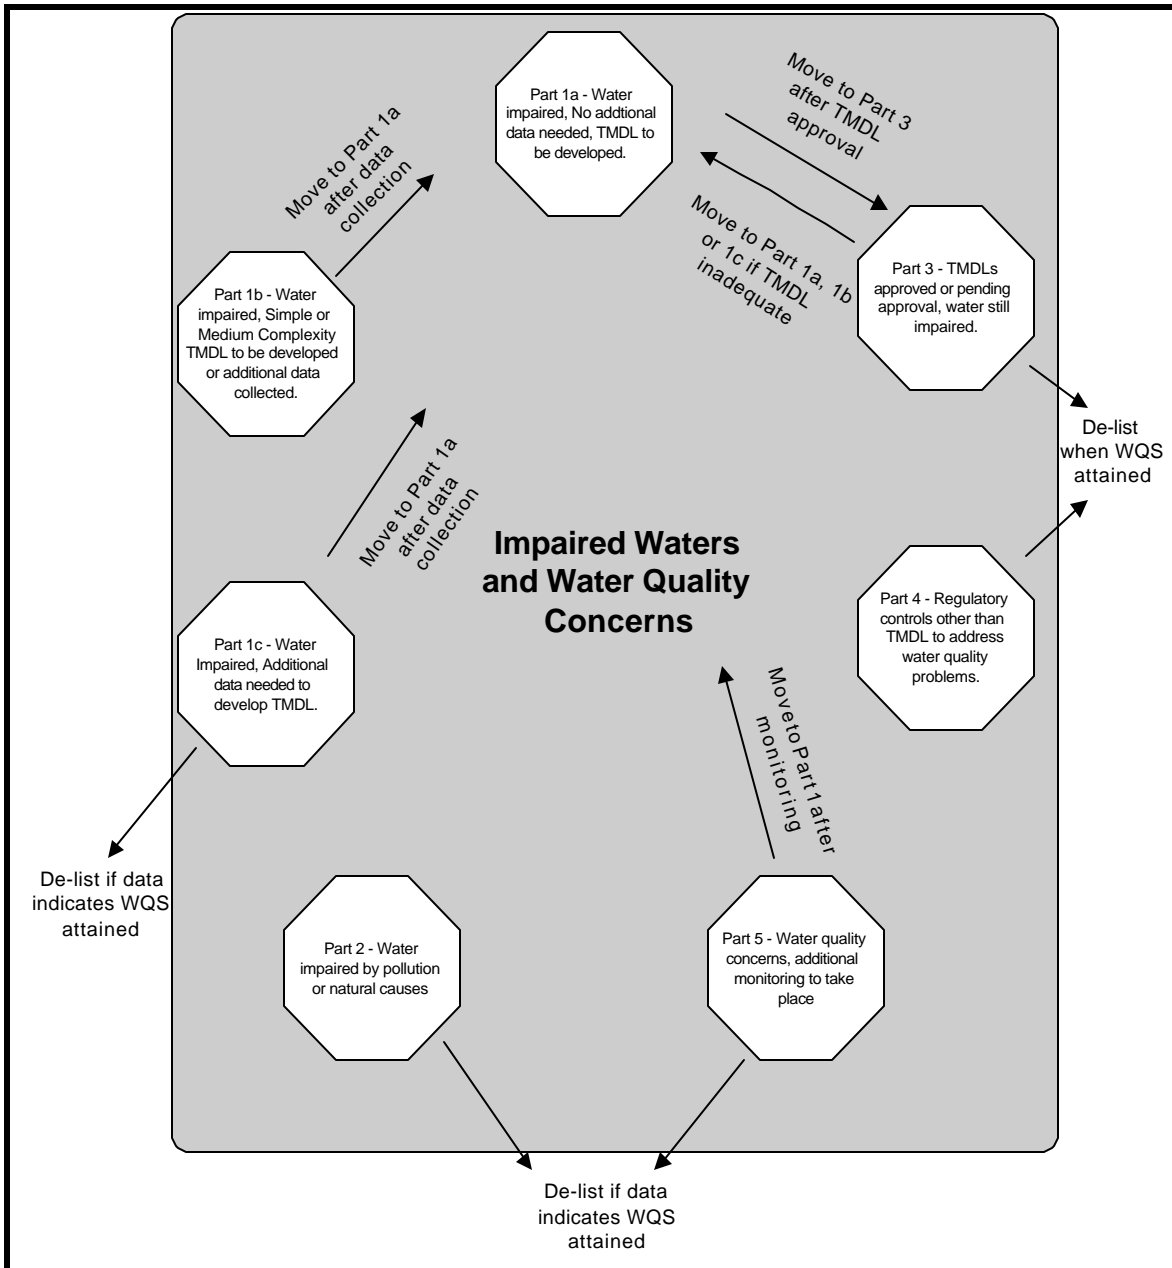 Part 1a - Water
impaired, No addtional
data needed, TMDL to
be developed.
Move to Part 3
after TMDL
approval
Move to Part 1a
after data
collection
Move to Part 1a, 1b
or 1c if TMDL
inadequate
Part 3 - TMDLs
approved or pending
approval, water still
impaired.
Part 1b - Water
impaired, Simple or
Medium Complexity
TMDL to be developed
or additional data
collected.
De-list
when WQS
attained
Move to Part 1a
after data
collection
Impaired Waters
and Water Quality
Concerns
Part 4 - Regulatory
controls other than
TMDL to address
water quality
problems.
Part 1c - Water
Impaired, Additional
data needed to
develop TMDL.
Move to Part 1 after
monitoring
De-list if data
indicates WQS
attained
Part 2 - Water
impaired by pollution
or natural causes
Part 5 - Water quality
concerns, additional
monitoring to take
place
De-list if data
indicates WQS
attained